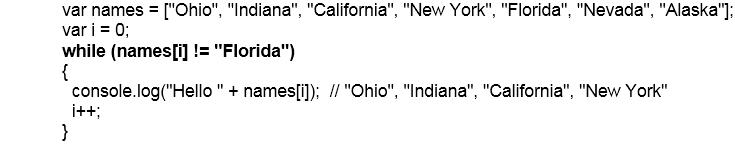 var names = ["Ohio", "Indiana", "California", "New York", "Florida", "Nevada", "Alaska"];
var i = 0;
while (names[i] != "Florida")
{
console.log("Hello " + names[i]);  // "Ohio", "Indiana", "California", "New York"
i++;
}